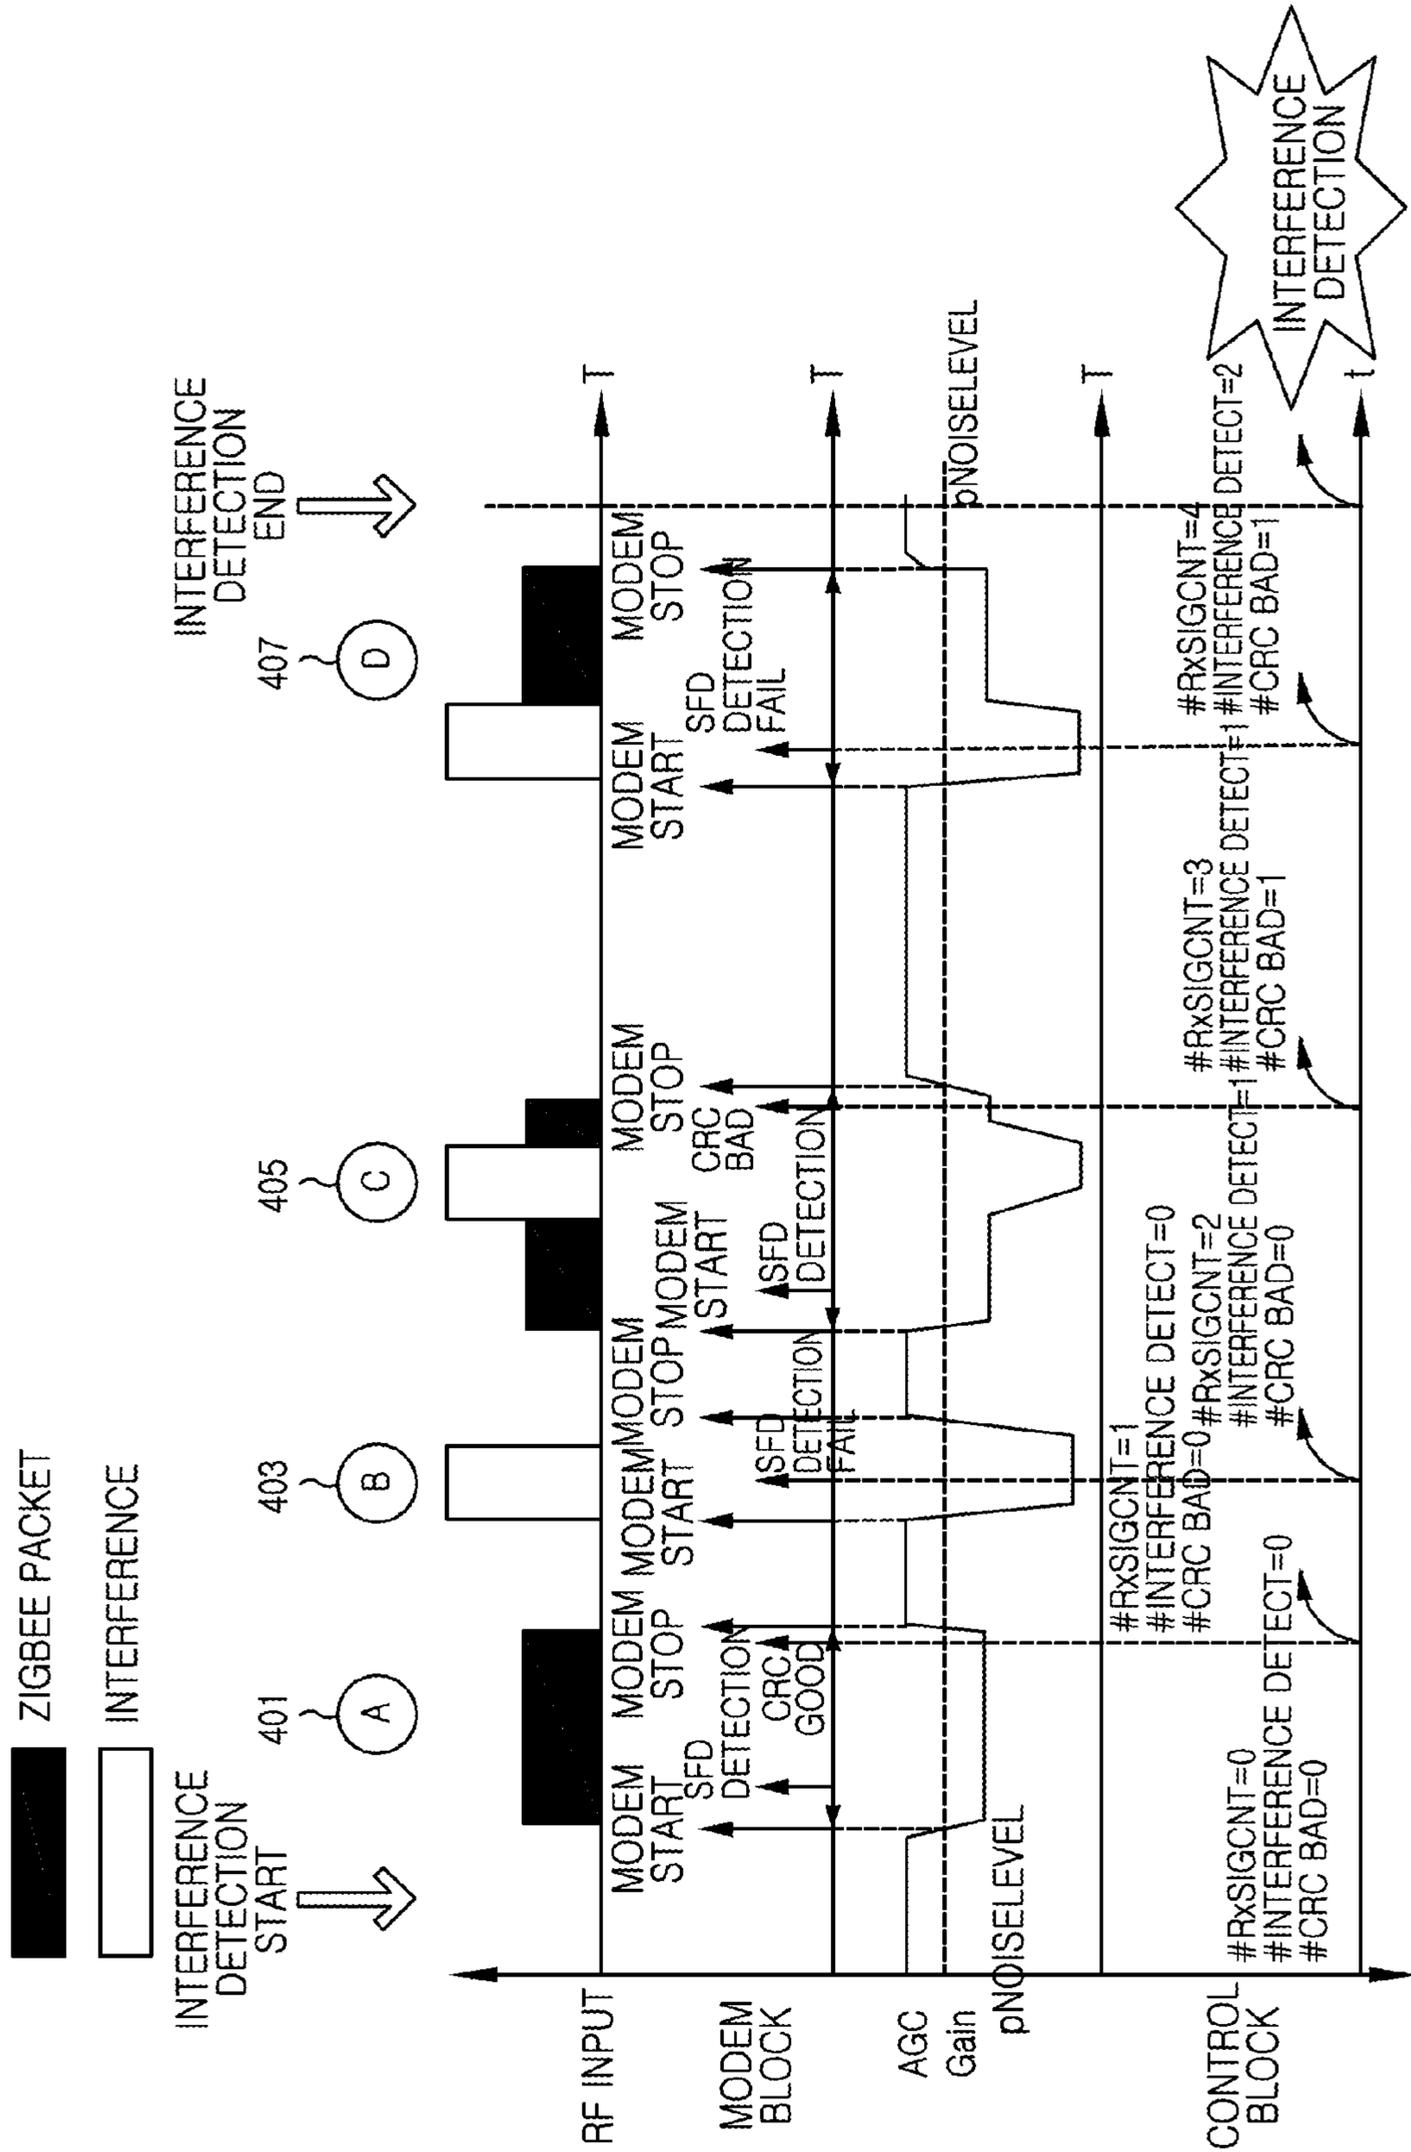 ZIGBEE PACKET
INTERFERENCE
INTERFERENCE
DETECTION
START
INTERFERENCE
DETECTION
END
401
A
403
B
405
C
407
D
RF INPUT
T
MODEM
BLOCK
MODEM
START
SFD
DETECTION
CRC
GOOD
MODEM
STOP
MODEM
START
SFD
DETECTION
FAIL
MODEM
STOP
MODEM
START
SFD
DETECTION
CRC
BAD
MODEM
STOP
MODEM
START
SFD
DETECTION
FAIL
MODEM
STOP
T
AGC
Gain
pNOISELEVEL
pNOISELEVEL
T
CONTROL
BLOCK
#RxSIGCNT=0
#INTERFERENCE DETECT=0
#CRC BAD=0
#RxSIGCNT=1
#INTERFERENCE DETECT=0
#CRC BAD=0
#RxSIGCNT=2
#INTERFERENCE DETECT=1
#CRC BAD=0
#RxSIGCNT=3
#INTERFERENCE DETECT=1
#CRC BAD=1
#RxSIGCNT=4
#INTERFERENCE DETECT=2
#CRC BAD=1
t
INTERFERENCE
DETECTION